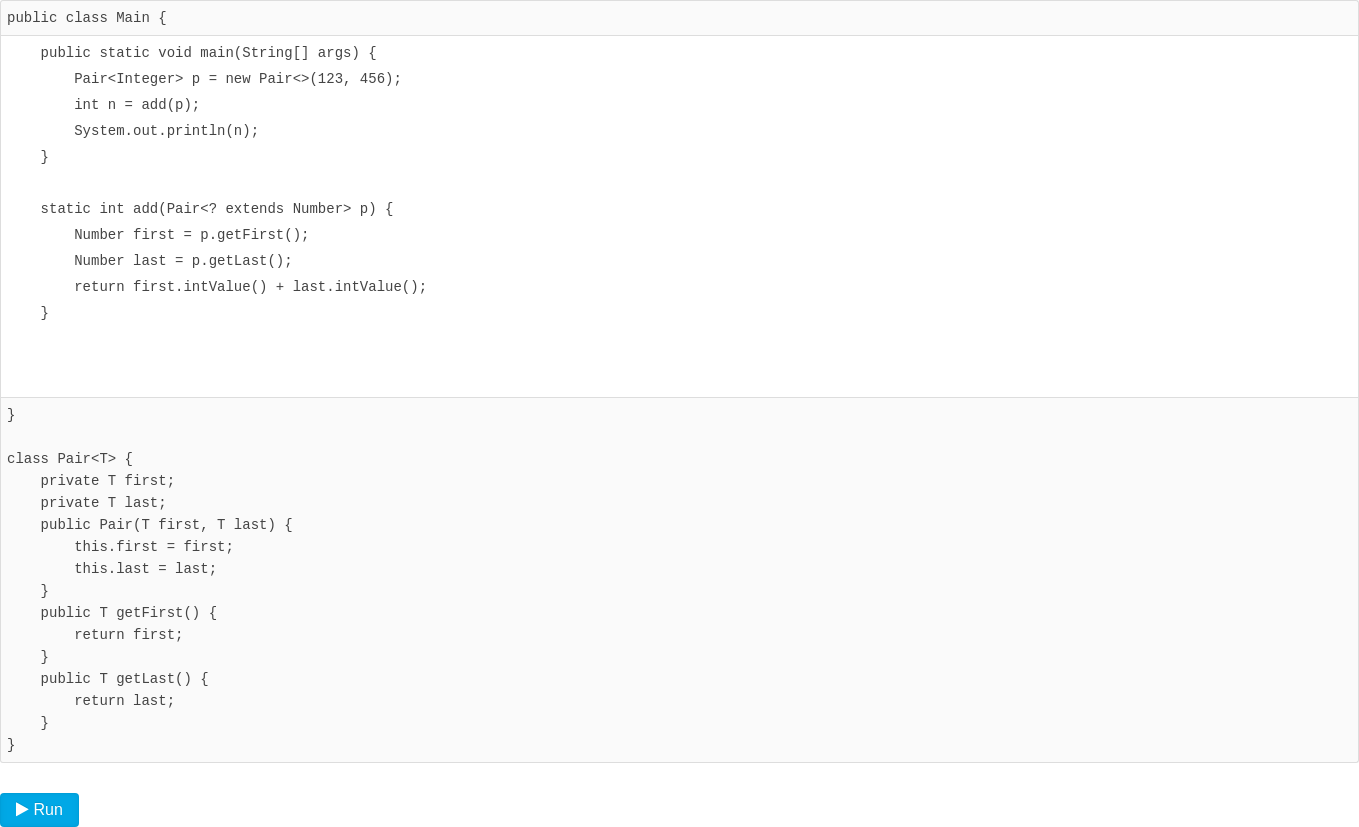 public class Main {
    public static void main(String[] args) {
        Pair<Integer> p = new Pair<>(123, 456);
        int n = add(p);
        System.out.println(n);
    }

    static int add(Pair<? extends Number> p) {
        Number first = p.getFirst();
        Number last = p.getLast();
        return first.intValue() + last.intValue();
    }

}

class Pair<T> {
    private T first;
    private T last;
    public Pair(T first, T last) {
        this.first = first;
        this.last = last;
    }
    public T getFirst() {
        return first;
    }
    public T getLast() {
        return last;
    }
}
Run